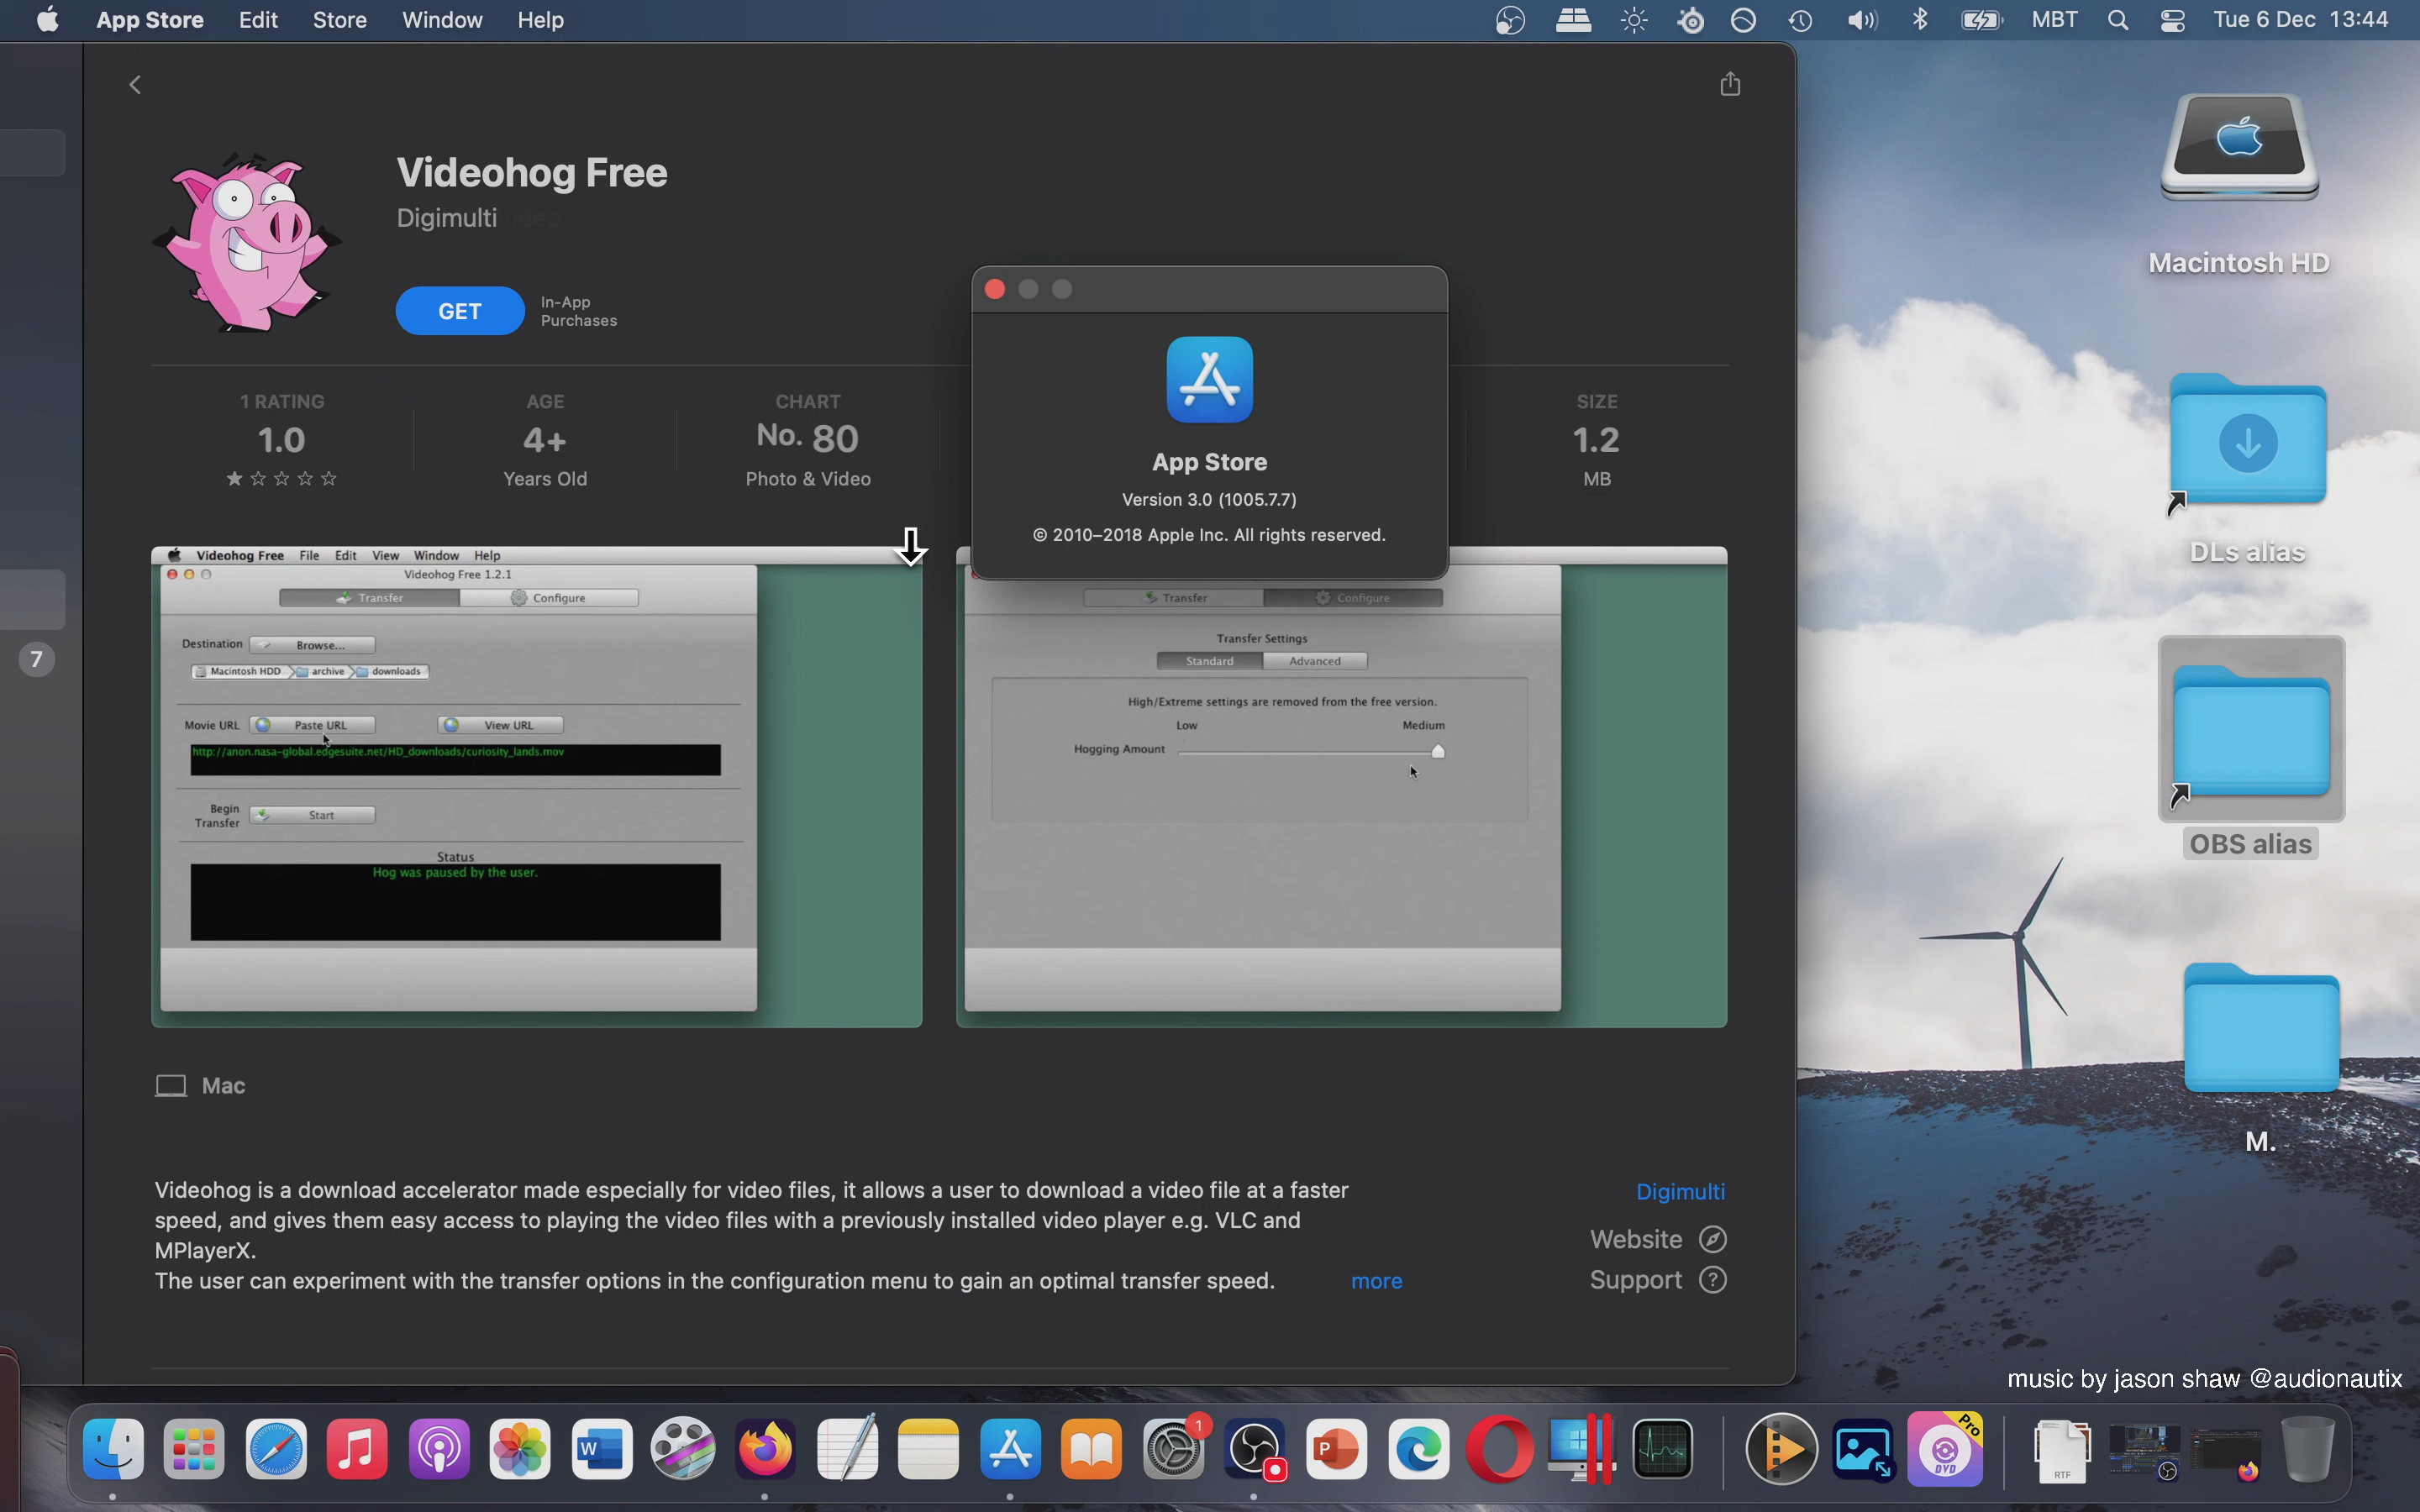 App Store Edit Store Window Help
MBT Tue 6 Dec 13:44
Videohog Free
Digimulti
GET
In-App
Purchases
1 RATING
1.0
AGE
4+
Years Old
CHART
No. 80
Photo & Video
SIZE
1.2
MB
App Store
Version 3.0 (1005.7.7)
© 2010–2018 Apple Inc. All rights reserved.
Videohog Free File Edit View Window Help
Videohog Free 1.2.1
Transfer Configure
Destination Browse...
Macintosh HDD archive downloads
Movie URL Paste URL View URL
http://anon.nasa-global.edgesuite.net/HD_downloads/curiosity_lands.mov
Begin
Transfer
Start
Status
Hog was paused by the user.
Transfer Configure
Transfer Settings
Standard Advanced
High/Extreme settings are removed from the free version.
Low Medium
Hogging Amount
7
Mac
Videohog is a download accelerator made especially for video files, it allows a user to download a video file at a faster
speed, and gives them easy access to playing the video files with a previously installed video player e.g. VLC and
MPlayerX.
The user can experiment with the transfer options in the configuration menu to gain an optimal transfer speed. more
Digimulti
Website
Support
Macintosh HD
DLs alias
OBS alias
M.
music by jason shaw @audionautix
W
1
P
Pro
DVD
RTF